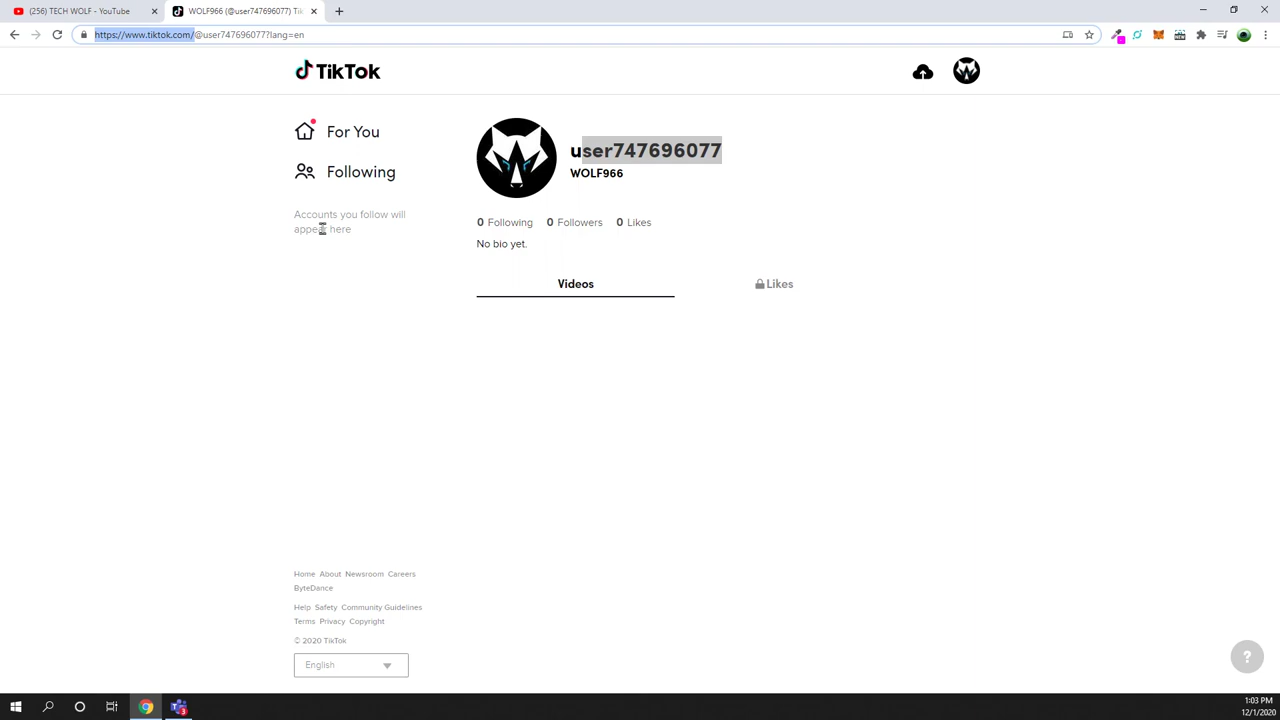 (256) TECH WOLF - YouTube
WOLF966 (@user747696077) Tik
https://www.tiktok.com/@user747696077?lang=en
TikTok
For You
Following
Accounts you follow will
appear here
user747696077
WOLF966
0 Following 0 Followers 0 Likes
No bio yet.
Videos
Likes
Home About Newsroom Careers
ByteDance
Help Safety Community Guidelines
Terms Privacy Copyright
© 2020 TikTok
English
?
3
1:03 PM
12/1/2020